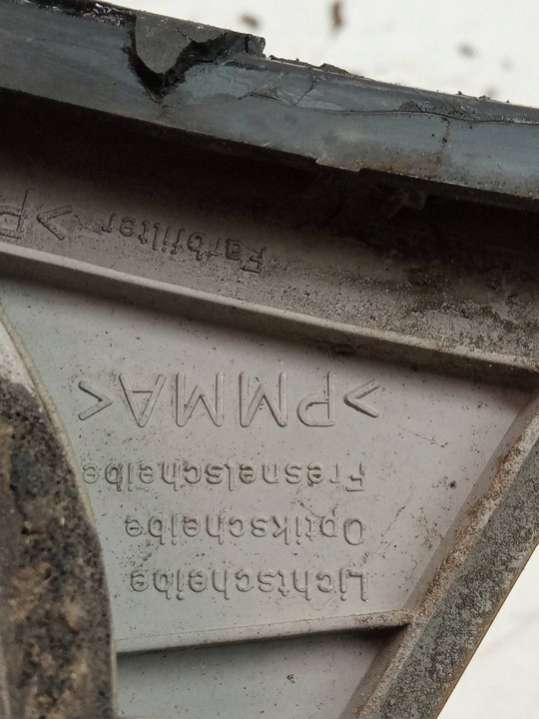 Lichtscheibe
Optikscheibe
Fresnelscheibe
>PMMA<
Farbfilter >P